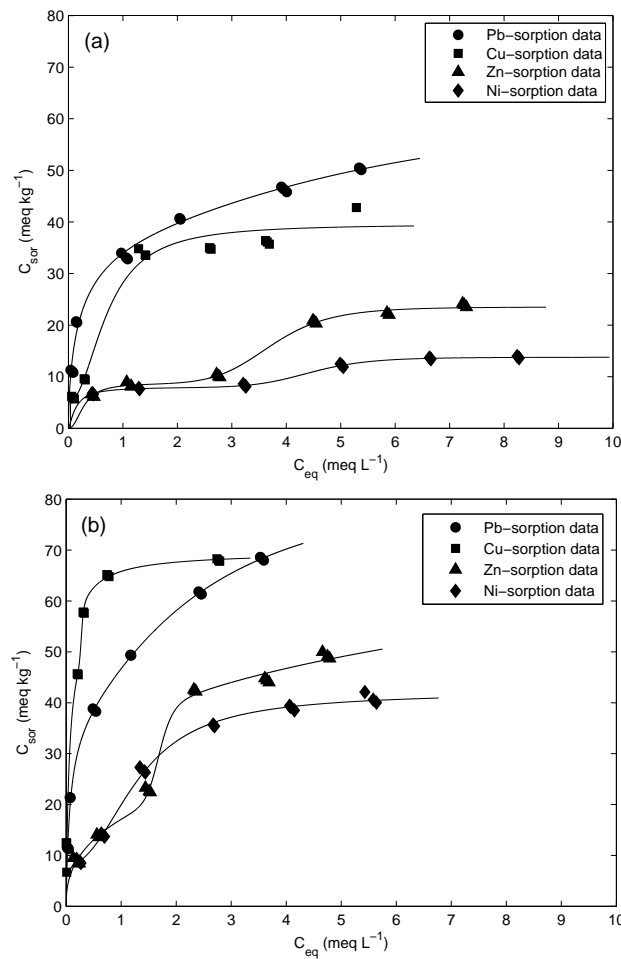 (a)
Pb−sorption data
Cu−sorption data
Zn−sorption data
Ni−sorption data
80
70
60
50
40
30
20
10
0
C_sor (meq kg⁻¹)
0 1 2 3 4 5 6 7 8 9 10
C_eq (meq L⁻¹)
(b)
Pb−sorption data
Cu−sorption data
Zn−sorption data
Ni−sorption data
80
70
60
50
40
30
20
10
0
C_sor (meq kg⁻¹)
0 1 2 3 4 5 6 7 8 9 10
C_eq (meq L⁻¹)